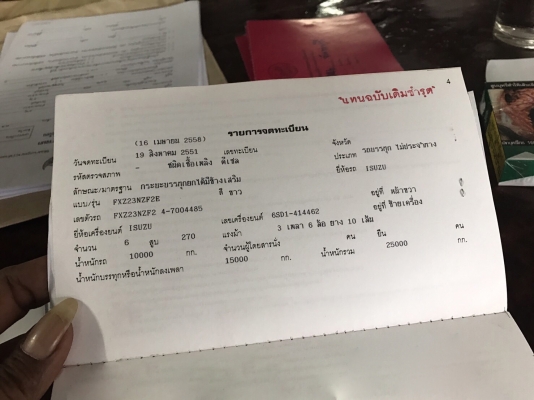 4
"แทนฉบับเดิมชำรุด"
รายการจดทะเบียน
(16 เมษายน 2558)
วันจดทะเบียน 19 สิงหาคม 2551 เลขทะเบียน จังหวัด
รหัสตรวจสภาพ - ชนิดเชื้อเพลิง ดีเซล ประเภท รถบรรทุก ไม่ประจำทาง
ลักษณะ/มาตรฐาน กระบะบรรทุกยกได้มีข้างเสริม ยี่ห้อรถ ISUZU
แบบ/รุ่น FXZ23NZF2E สี ขาว
เลขตัวรถ FXZ23NZF2 4-7004485 อยู่ที่ หน้าขวา
ยี่ห้อเครื่องยนต์ ISUZU เลขเครื่องยนต์ 6SD1-414462 อยู่ที่ ซ้ายเครื่อง
จำนวน 6 สูบ 270 แรงม้า 3 เพลา 6 ล้อ ยาง 10 เส้น
น้ำหนักรถ 10000 กก. จำนวนผู้โดยสารนั่ง คน ยืน คน
น้ำหนักบรรทุกหรือน้ำหนักลงเพลา 15000 กก. น้ำหนักรวม 25000 กก.